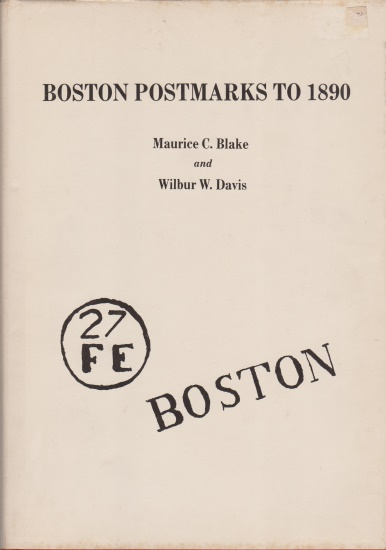 BOSTON POSTMARKS TO 1890
Maurice C. Blake
and
Wilbur W. Davis
27
FE
BOSTON